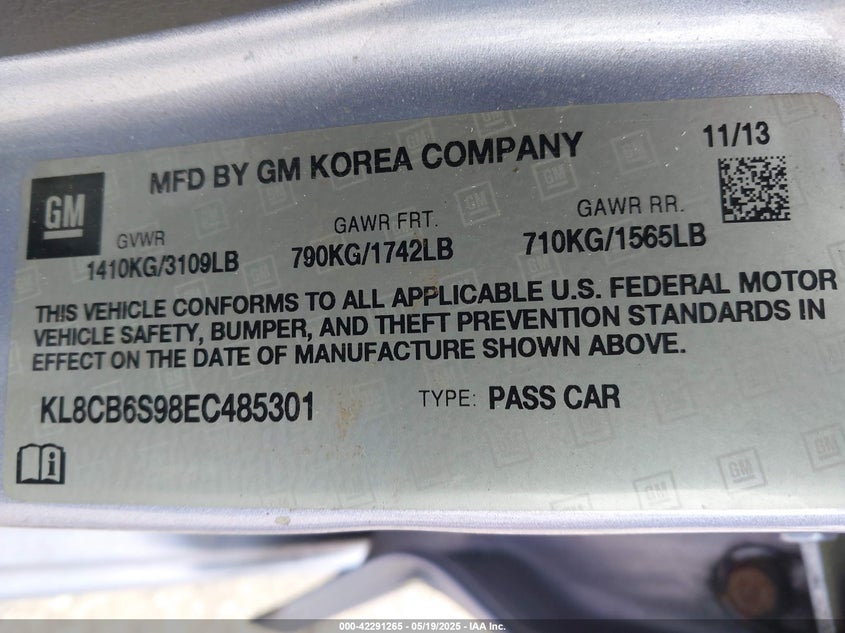 MFD BY GM KOREA COMPANY
11/13
GM
GVWR
1410KG/3109LB
GAWR FRT.
790KG/1742LB
GAWR RR.
710KG/1565LB
THIS VEHICLE CONFORMS TO ALL APPLICABLE U.S. FEDERAL MOTOR
VEHICLE SAFETY, BUMPER, AND THEFT PREVENTION STANDARDS IN
EFFECT ON THE DATE OF MANUFACTURE SHOWN ABOVE.
KL8CB6S98EC485301
TYPE: PASS CAR
000-42291265 - 05/19/2025 - IAA Inc.